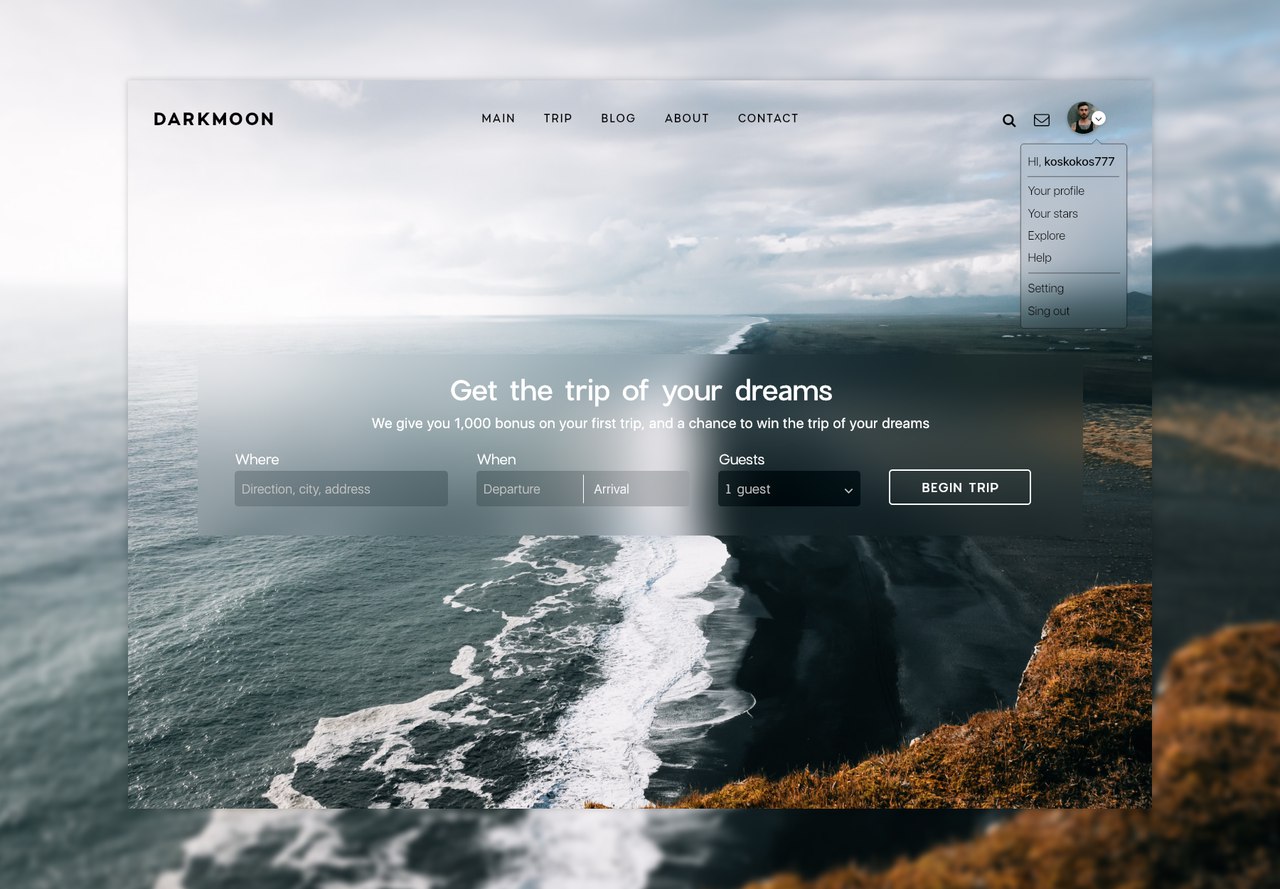 DARKMOON
MAIN TRIP BLOG ABOUT CONTACT
HI, koskokos777
Your profile
Your stars
Explore
Help
Setting
Sing out
Get the trip of your dreams
We give you 1,000 bonus on your first trip, and a chance to win the trip of your dreams
Where When Guests
Direction, city, address Departure Arrival 1 guest BEGIN TRIP